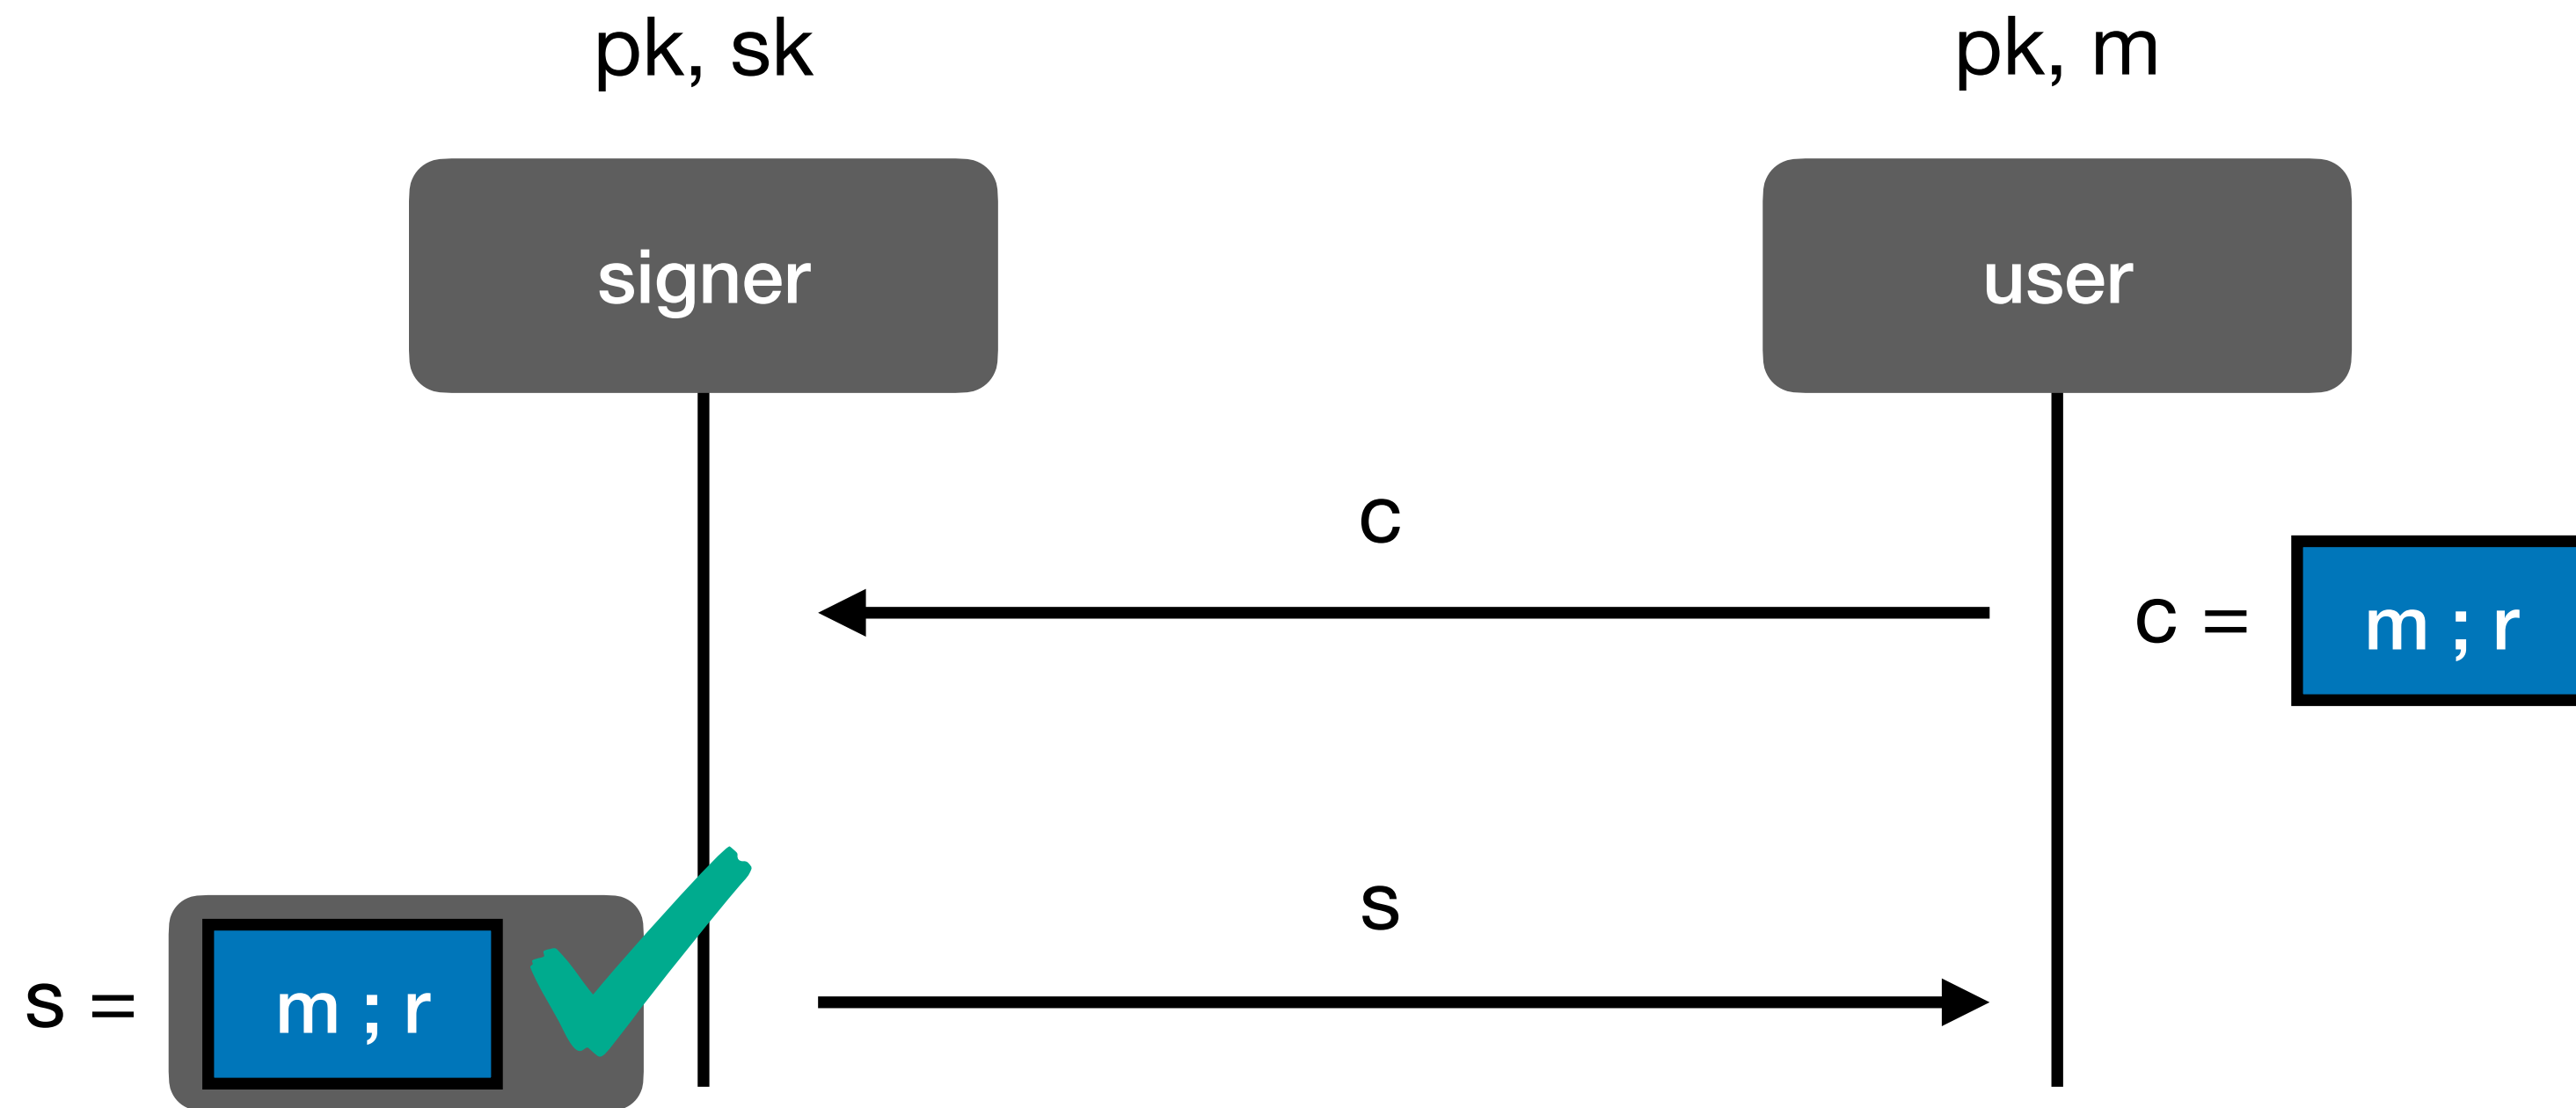 pk, sk
pk, m
signer
user
c
c = m ; r
s
s = m ; r